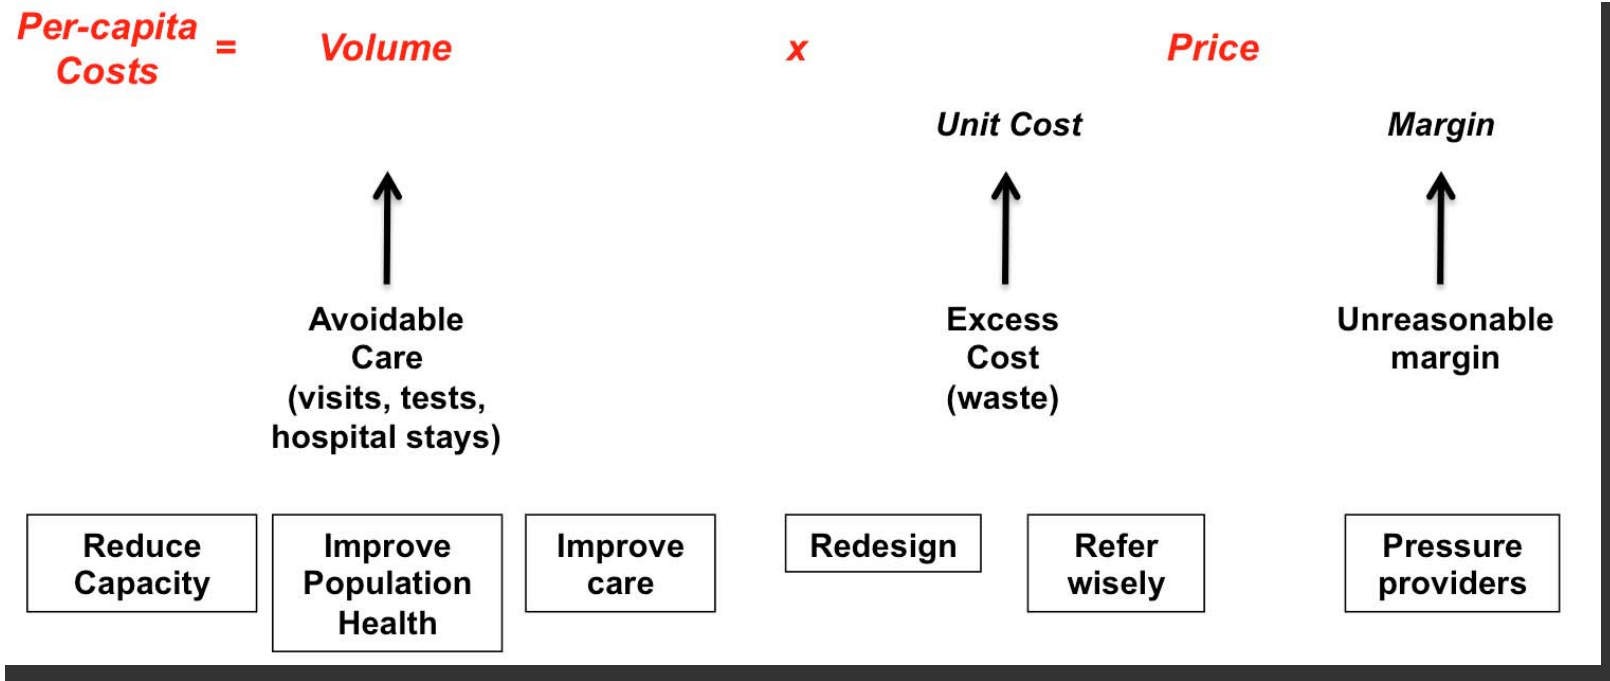 Per-capita
Costs
= Volume x Price
Unit Cost Margin
Avoidable
Care
(visits, tests,
hospital stays)
Excess
Cost
(waste)
Unreasonable
margin
Reduce
Capacity
Improve
Population
Health
Improve
care
Redesign
Refer
wisely
Pressure
providers